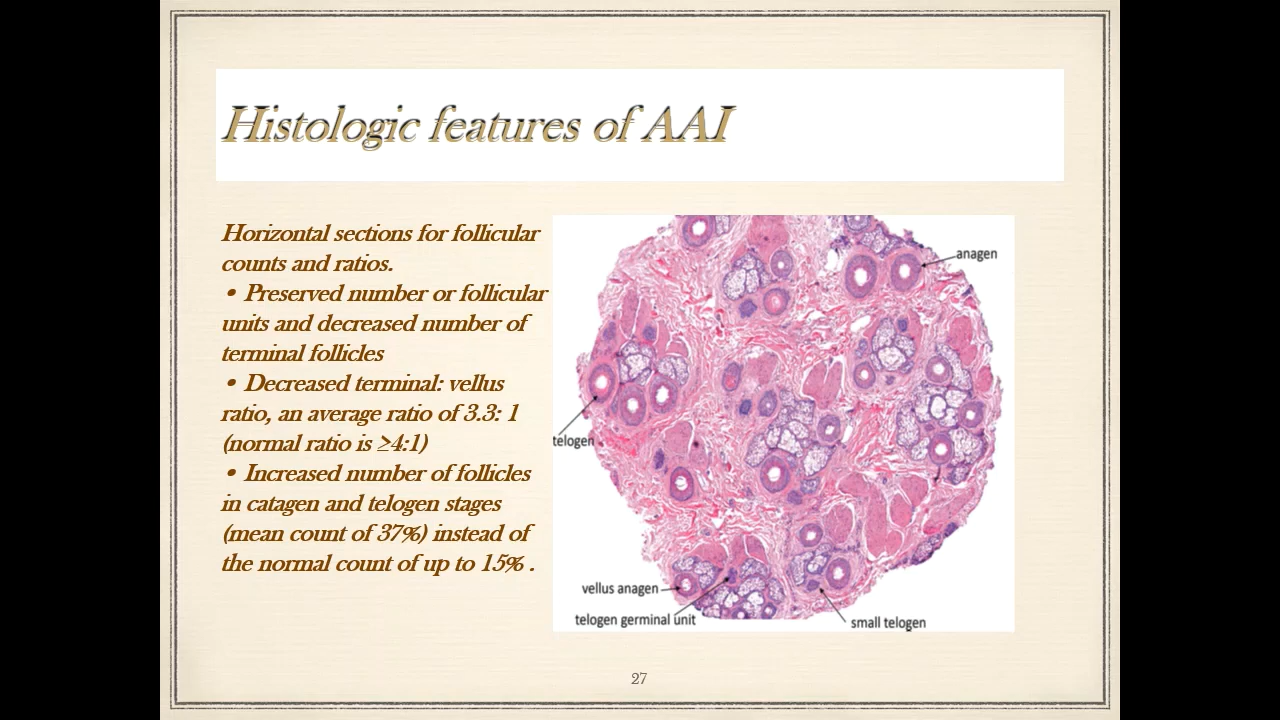 Histologic features of AAI
Horizontal sections for follicular
counts and ratios.
• Preserved number or follicular
units and decreased number of
terminal follicles
• Decreased terminal: vellus
ratio, an average ratio of 3.3: 1
(normal ratio is ≥4:1)
• Increased number of follicles
in catagen and telogen stages
(mean count of 37%) instead of
the normal count of up to 15% .
anagen
telogen
vellus anagen
telogen germinal unit
small telogen
27